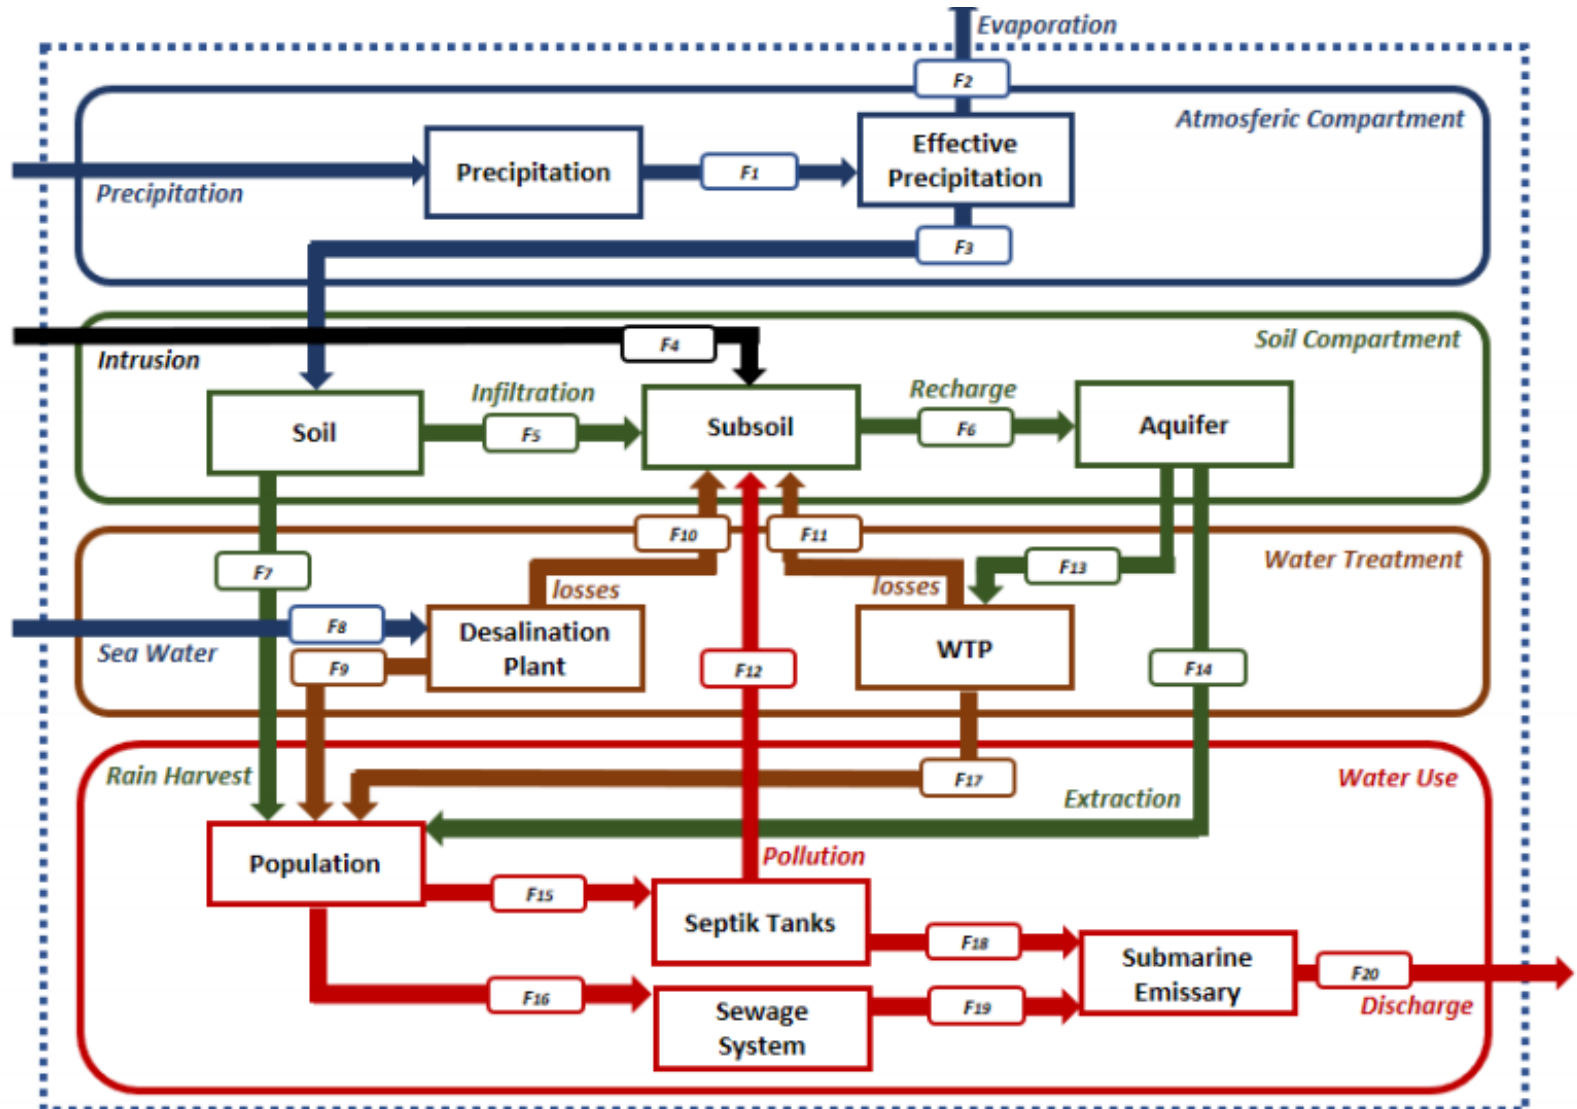 Evaporation
F2
Atmosferic Compartment
Effective
Precipitation
Precipitation
F1
Precipitation
F3
Soil Compartment
F4
Intrusion
Infiltration
Recharge
Soil
F5
Subsoil
F6
Aquifer
F10
F11
Water Treatment
F7
F13
losses
losses
F8
Desalination
Plant
Sea Water
F9
F12
WTP
F14
Rain Harvest
F17
Water Use
Extraction
Population
Pollution
F15
Septik Tanks
F18
Submarine
Emissary
F20
F16
Sewage
System
F19
Discharge